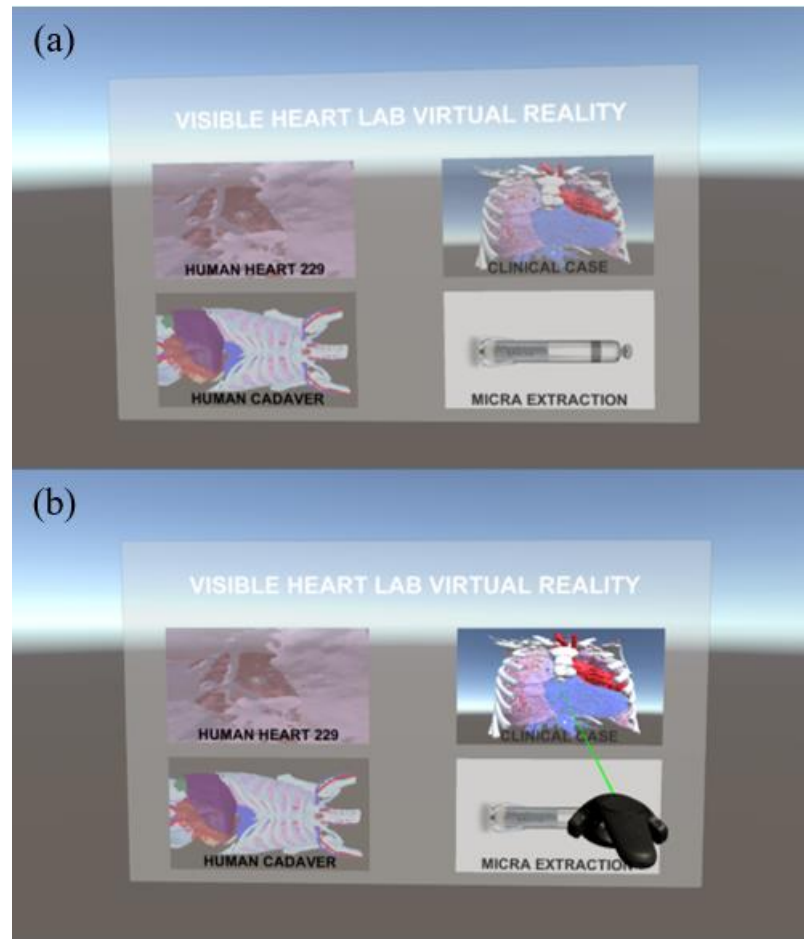 (a)
VISIBLE HEART LAB VIRTUAL REALITY
HUMAN HEART 229
CLINICAL CASE
HUMAN CADAVER
MICRA EXTRACTION
(b)
VISIBLE HEART LAB VIRTUAL REALITY
HUMAN HEART 229
CLINICAL CASE
HUMAN CADAVER
MICRA EXTRACTION